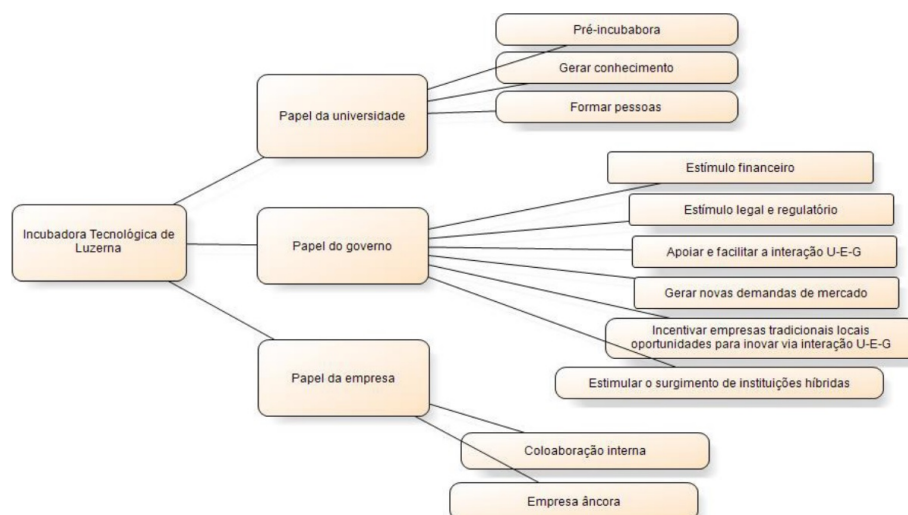 Pré-incubabora
Gerar conhecimento
Papel da universidade
Formar pessoas
Estímulo financeiro
Estímulo legal e regulatório
Incubadora Tecnológica de
Luzerna
Papel do governo
Apoiar e facilitar a interação U-E-G
Gerar novas demandas de mercado
Incentivar empresas tradicionais locais
oportunidades para inovar via interação U-E-G
Papel da empresa
Estimular o surgimento de instituições híbridas
Coloaboração interna
Empresa âncora